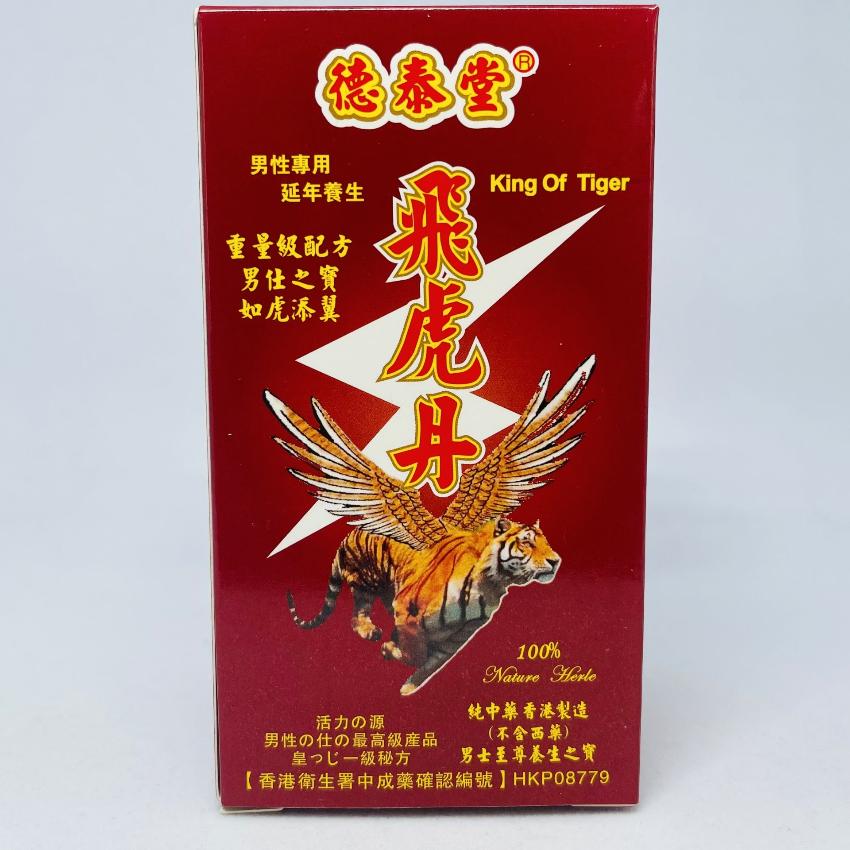 德泰堂®
男性專用
延年養生
King Of Tiger
重量級配方
男仕之寶
如虎添翼
飛虎丹
100%
Nature Herle
活力の源
男性の仕の最高級産品
皇っじ一級秘方
純中藥香港製造
(不含西藥)
男士至尊養生之寶
【香港衛生署中成藥確認編號】HKP08779